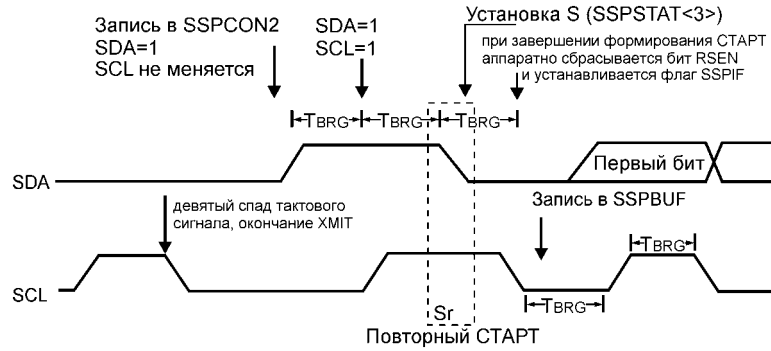 Запись в SSPCON2
SDA=1
SCL не меняется
SDA=1
SCL=1
Установка S (SSPSTAT<3>)
при завершении формирования СТАРТ
аппаратно сбрасывается бит RSEN
и устанавливается флаг SSPIF
TBRG TBRG TBRG
SDA
Первый бит
девятый спад тактового
сигнала, окончание XMIT
Запись в SSPBUF
TBRG
SCL
TBRG
Sr
Повторный СТАРТ